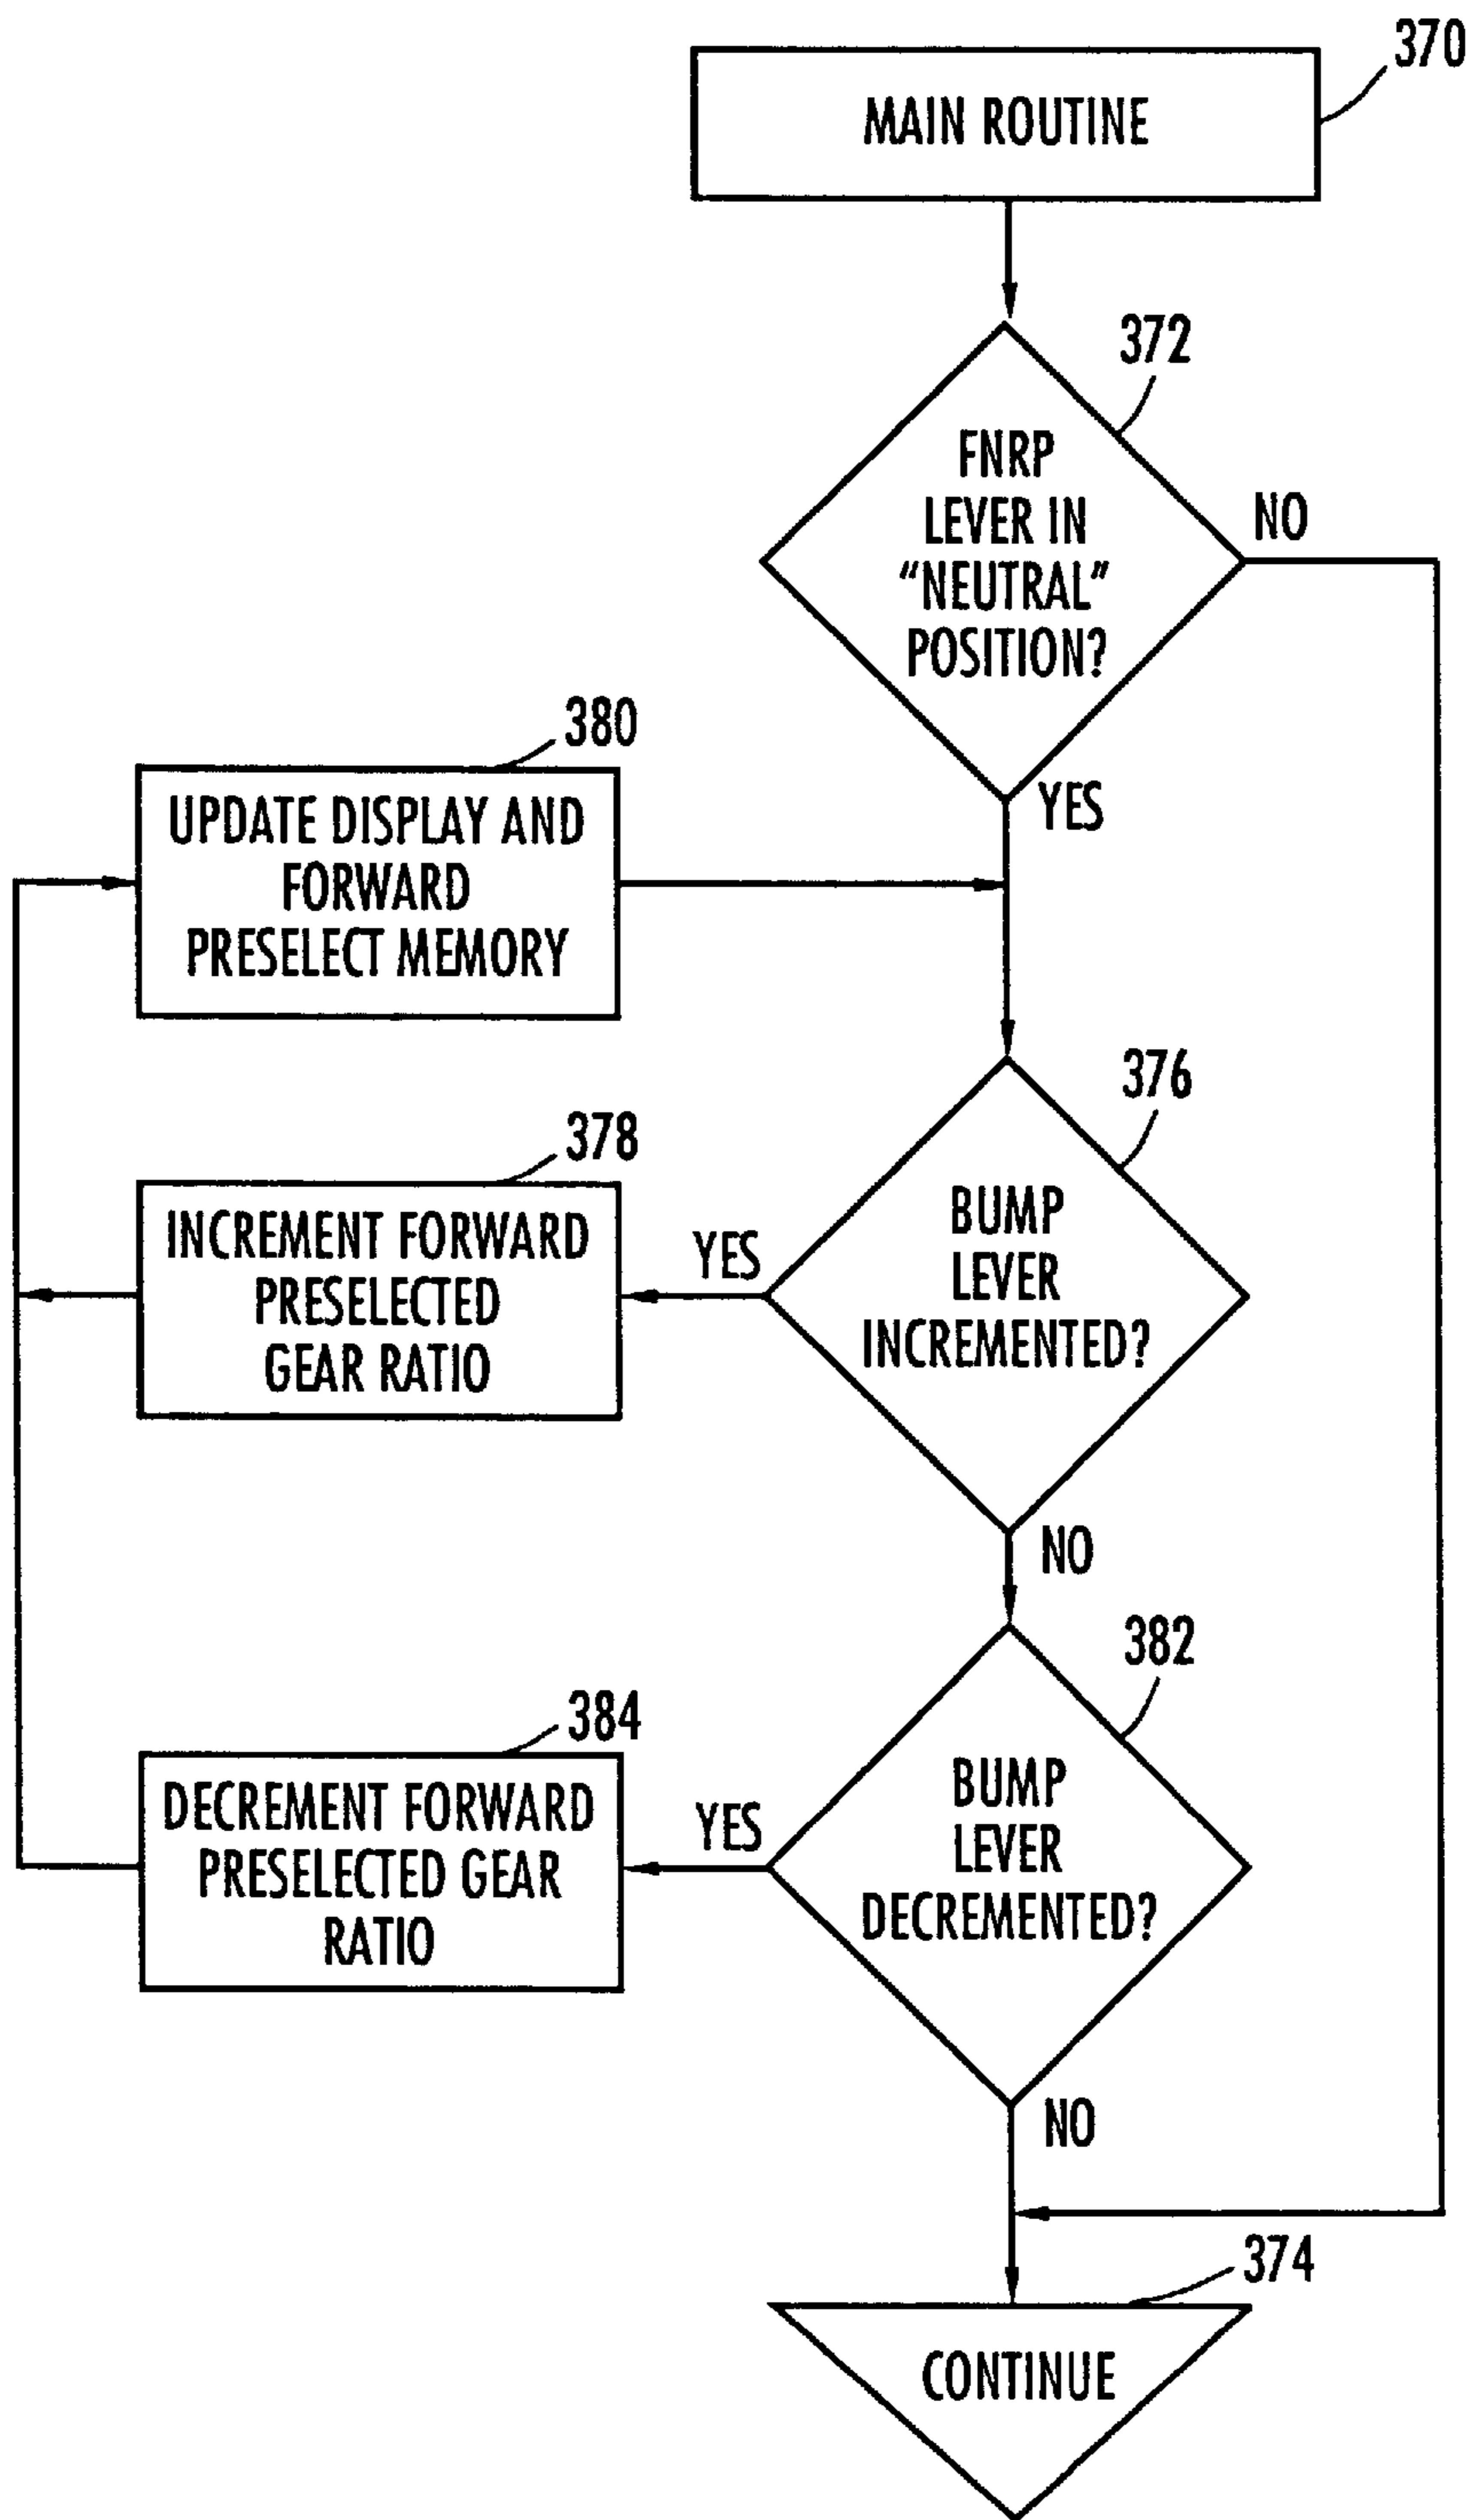 370
MAIN ROUTINE
372
FNRP
LEVER IN
“NEUTRAL”
POSITION?
NO
YES
380
UPDATE DISPLAY AND
FORWARD
PRESELECT MEMORY
376
BUMP
LEVER
INCREMENTED?
YES
378
INCREMENT FORWARD
PRESELECTED
GEAR RATIO
NO
382
BUMP
LEVER
DECREMENTED?
YES
384
DECREMENT FORWARD
PRESELECTED GEAR
RATIO
NO
374
CONTINUE